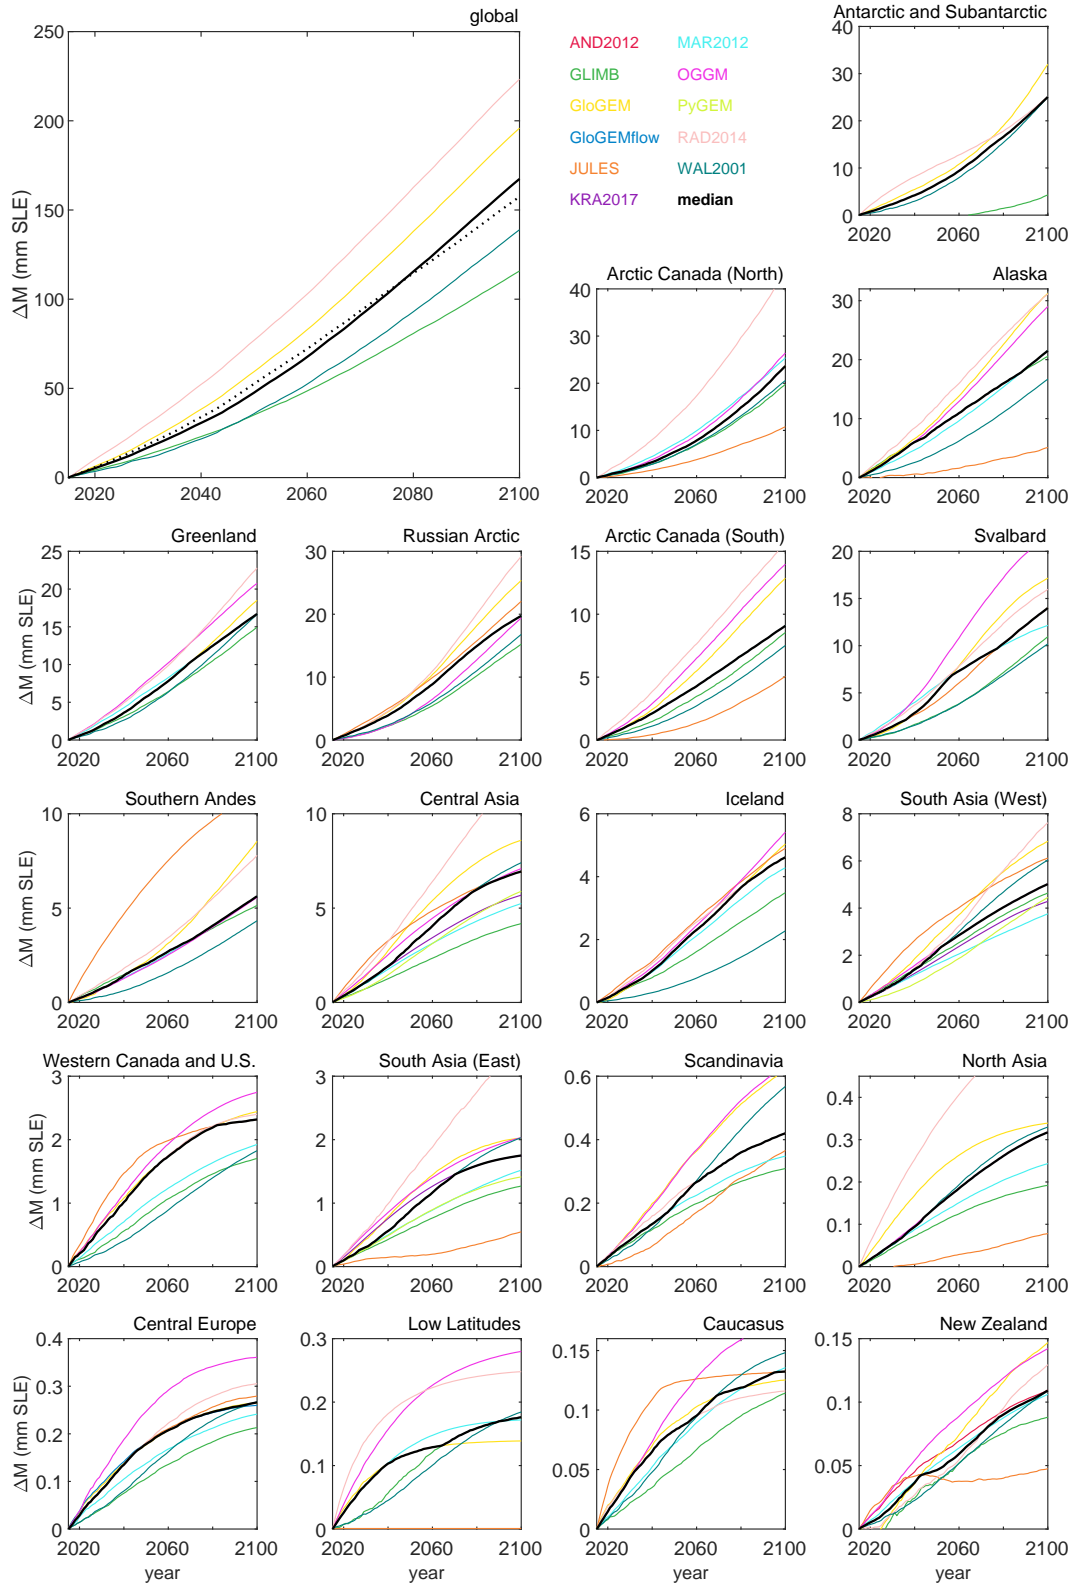 global
250
200
150
100
50
0
2020 2040 2060 2080 2100
ΔM (mm SLE)
AND2012 MAR2012
GLIMB OGGM
GloGEM PyGEM
GloGEMflow RAD2014
JULES WAL2001
KRA2017 median
Antarctic and Subantarctic
40
30
20
10
0
2020 2060 2100
Arctic Canada (North)
40
30
20
10
0
2020 2060 2100
Alaska
30
20
10
0
2020 2060 2100
Greenland
25
20
15
10
5
0
2020 2060 2100
ΔM (mm SLE)
Russian Arctic
30
20
10
0
2020 2060 2100
Arctic Canada (South)
15
10
5
0
2020 2060 2100
Svalbard
20
15
10
5
0
2020 2060 2100
Southern Andes
10
5
0
2020 2060 2100
ΔM (mm SLE)
Central Asia
10
5
0
2020 2060 2100
Iceland
6
4
2
0
2020 2060 2100
South Asia (West)
8
6
4
2
0
2020 2060 2100
Western Canada and U.S.
3
2
1
0
2020 2060 2100
ΔM (mm SLE)
South Asia (East)
3
2
1
0
2020 2060 2100
Scandinavia
0.6
0.4
0.2
0
2020 2060 2100
North Asia
0.4
0.3
0.2
0.1
0
2020 2060 2100
Central Europe
0.4
0.3
0.2
0.1
0
2020 2060 2100
year
ΔM (mm SLE)
Low Latitudes
0.3
0.2
0.1
0
2020 2060 2100
year
Caucasus
0.15
0.1
0.05
0
2020 2060 2100
year
New Zealand
0.15
0.1
0.05
0
2020 2060 2100
year